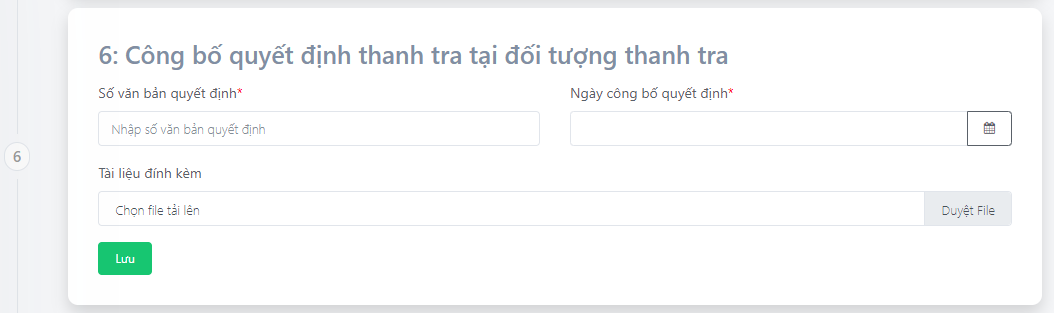 6: Công bố quyết định thanh tra tại đối tượng thanh tra
Số văn bản quyết định*
Ngày công bố quyết định*
Nhập số văn bản quyết định
6
Tài liệu đính kèm
Chọn file tải lên
Duyệt File
Lưu